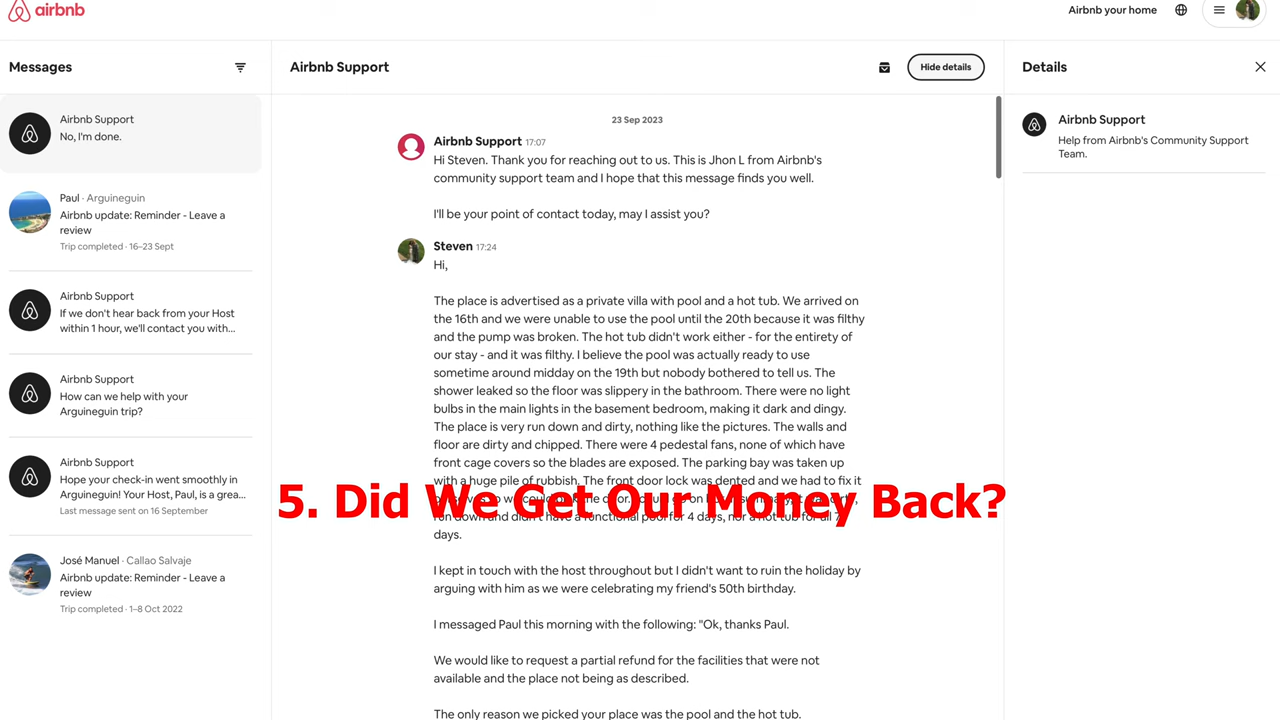 airbnb
Airbnb your home
Messages
Airbnb Support
No, I'm done.
Paul · Arguineguin
Airbnb update: Reminder - Leave a
review
Trip completed · 16–23 Sept
Airbnb Support
If we don't hear back from your Host
within 1 hour, we'll contact you with...
Airbnb Support
How can we help with your
Arguineguin trip?
Airbnb Support
Hope your check-in went smoothly in
Arguineguin! Your Host, Paul, is a grea...
Last message sent on 16 September
José Manuel · Callao Salvaje
Airbnb update: Reminder - Leave a
review
Trip completed · 1–8 Oct 2022
Airbnb Support
Hide details
23 Sep 2023
Airbnb Support 17:07
Hi Steven. Thank you for reaching out to us. This is Jhon L from Airbnb's
community support team and I hope that this message finds you well.
I'll be your point of contact today, may I assist you?
Steven 17:24
Hi,
The place is advertised as a private villa with pool and a hot tub. We arrived on
the 16th and we were unable to use the pool until the 20th because it was filthy
and the pump was broken. The hot tub didn't work either - for the entirety of
our stay - and it was filthy. I believe the pool was actually ready to use
sometime around midday on the 19th but nobody bothered to tell us. The
shower leaked so the floor was slippery in the bathroom. There were no light
bulbs in the main lights in the basement bedroom, making it dark and dingy.
The place is very run down and dirty, nothing like the pictures. The walls and
floor are dirty and chipped. There were 4 pedestal fans, none of which have
front cage covers so the blades are exposed. The parking bay was taken up
with a huge pile of rubbish. The front door lock was dented and we had to fix it
5. Did We Get Our Money Back?
run down and didn't have a functional pool for 4 days, nor a hot tub for all 7
days.
I kept in touch with the host throughout but I didn't want to ruin the holiday by
arguing with him as we were celebrating my friend's 50th birthday.
I messaged Paul this morning with the following: "Ok, thanks Paul.
We would like to request a partial refund for the facilities that were not
available and the place not being as described.
The only reason we picked your place was the pool and the hot tub.
Details
Airbnb Support
Help from Airbnb's Community Support
Team.